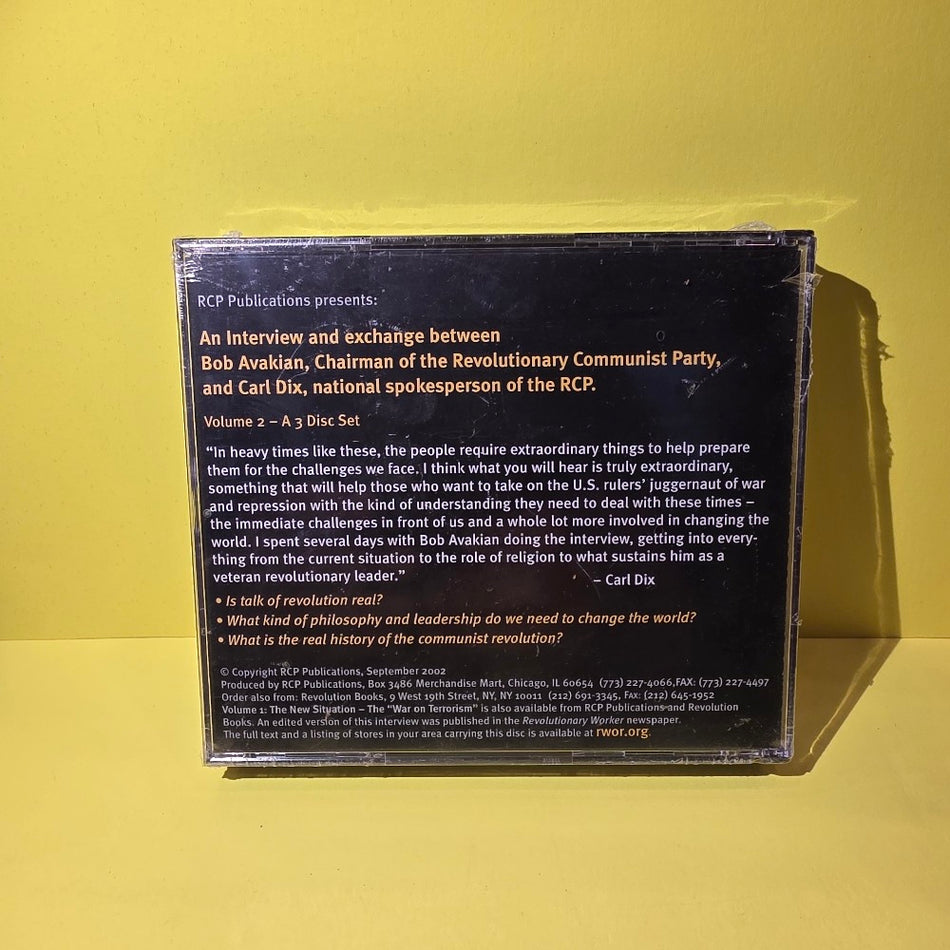 RCP Publications presents:
An Interview and exchange between
Bob Avakian, Chairman of the Revolutionary Communist Party,
and Carl Dix, national spokesperson of the RCP.
Volume 2 – A 3 Disc Set
“In heavy times like these, the people require extraordinary things to help prepare
them for the challenges we face. I think what you will hear is truly extraordinary,
something that will help those who want to take on the U.S. rulers’ juggernaut of war
and repression with the kind of understanding they need to deal with these times –
the immediate challenges in front of us and a whole lot more involved in changing the
world. I spent several days with Bob Avakian doing the interview, getting into every-
thing from the current situation to the role of religion to what sustains him as a
veteran revolutionary leader.” – Carl Dix
• Is talk of revolution real?
• What kind of philosophy and leadership do we need to change the world?
• What is the real history of the communist revolution?
© Copyright RCP Publications, September 2002
Produced by RCP Publications, Box 3486 Merchandise Mart, Chicago, IL 60654 (773) 227-4066,FAX: (773) 227-4497
Order also from: Revolution Books, 9 West 19th Street, NY, NY 10011 (212) 691-3345, FAX: (212) 645-1952
Volume 1: The New Situation – The “War on Terrorism” is also available from RCP Publications and Revolution
Books. An edited version of this interview was published in the Revolutionary Worker newspaper.
The full text and a listing of stores in your area carrying this disc is available at rwor.org.